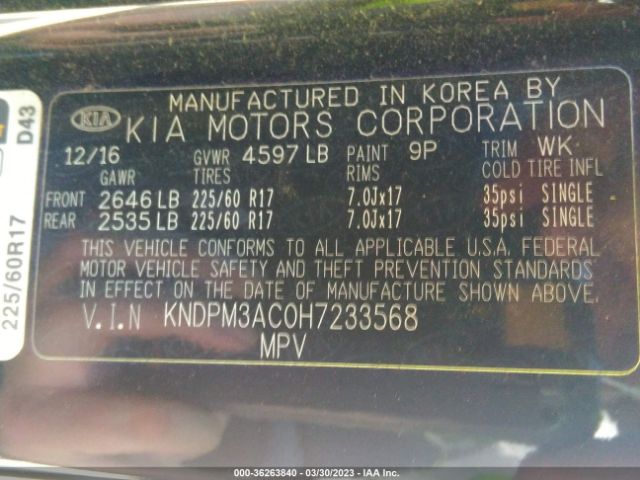 MANUFACTURED IN KOREA BY
KIA KIA MOTORS CORPORATION
12/16 GVWR 4597 LB PAINT 9P TRIM WK
GAWR TIRES RIMS COLD TIRE INFL
FRONT 2646 LB 225/60 R17 7.0Jx17 35psi SINGLE
REAR 2535 LB 225/60 R17 7.0Jx17 35psi SINGLE
THIS VEHICLE CONFORMS TO ALL APPLICABLE U.S.A. FEDERAL
MOTOR VEHICLE SAFETY AND THEFT PREVENTION STANDARDS
IN EFFECT ON THE DATE OF MANUFACTURE SHOWN ABOVE.
V.I.N KNDPM3AC0H7233568
MPV
D43
225/60R17
000-36263840 - 03/30/2023 - IAA Inc.